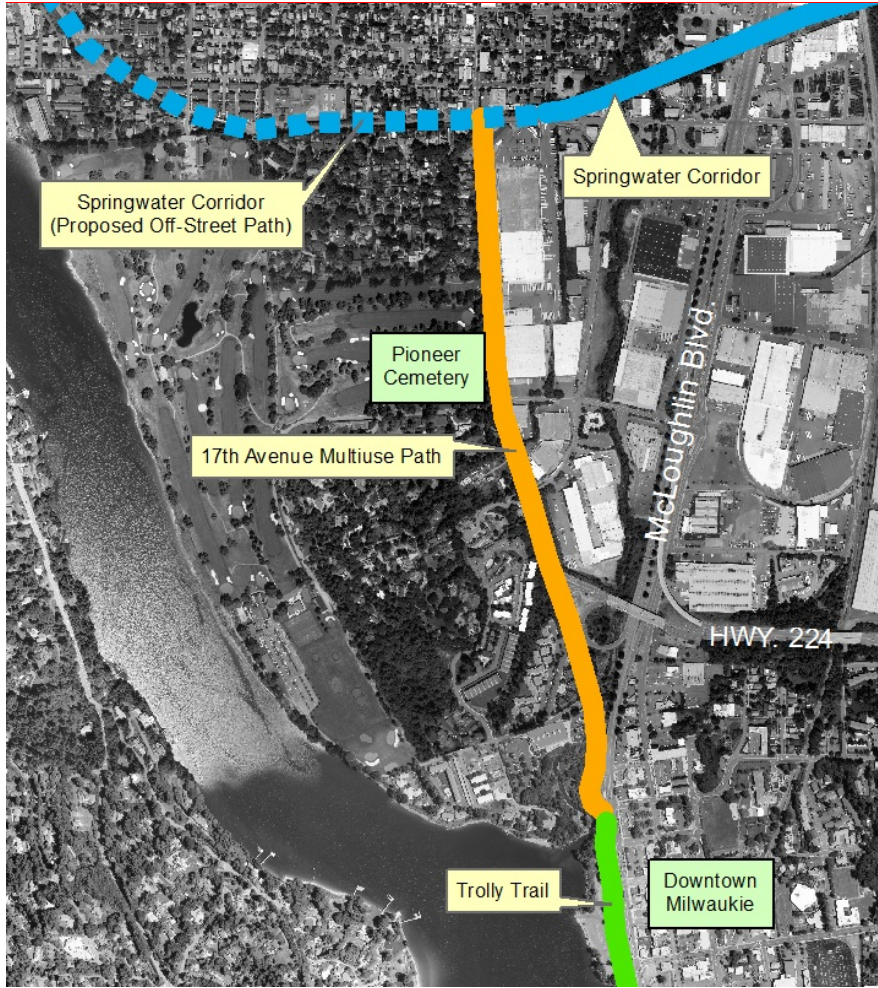 Springwater Corridor
(Proposed Off-Street Path)
Springwater Corridor
Pioneer
Cemetery
17th Avenue Multiuse Path
McLoughlin Blvd.
HWY. 224
Trolly Trail
Downtown
Milwaukie